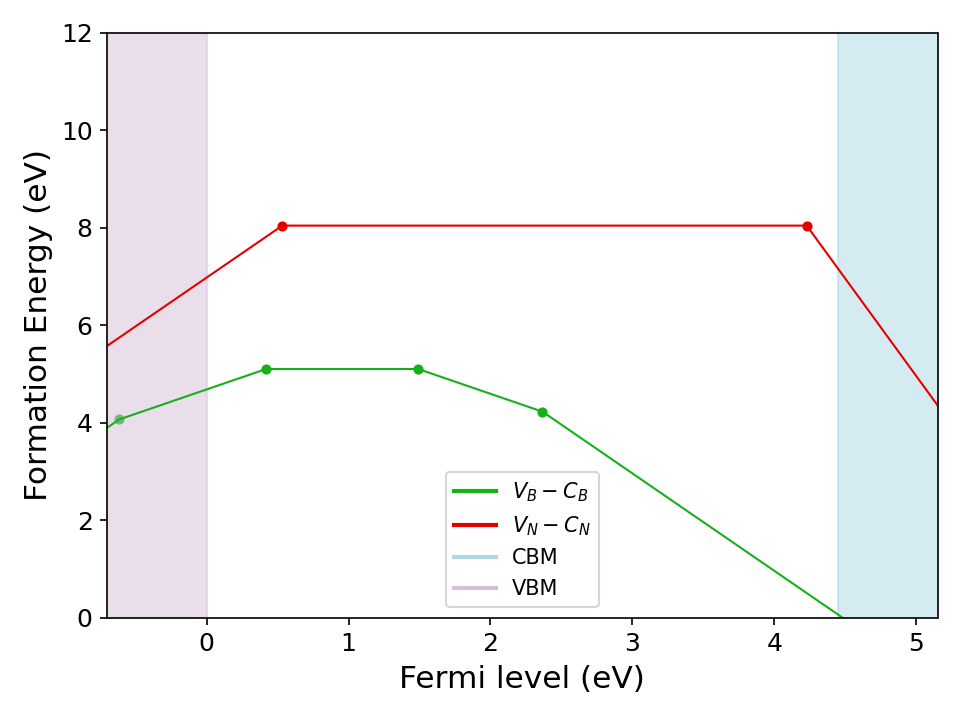 12
10
8
6
4
2
0
Formation Energy (eV)
V_B − C_B
V_N − C_N
CBM
VBM
0 1 2 3 4 5
Fermi level (eV)